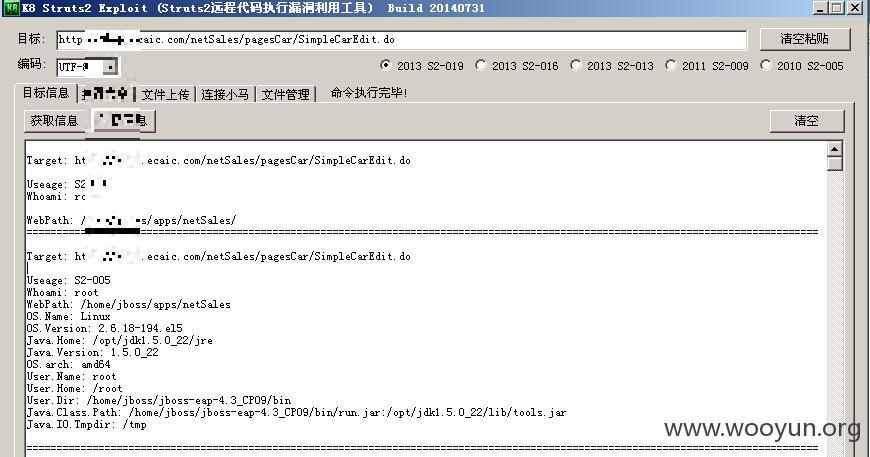 K8 Struts2 Exploit (Struts2远程代码执行漏洞利用工具) Build 20140731
目标: http caic.com/netSales/pagesCar/SimpleCarEdit.do 清空粘贴
编码: UTF-8 2013 S2-019 2013 S2-016 2013 S2-013 2011 S2-009 2010 S2-005
目标信息 文件上传 连接小马 文件管理 命令执行完毕!
获取信息 息 清空
Target: ht .ecaic.com/netSales/pagesCar/SimpleCarEdit.do
Useage: S2
Whoami: ro
WebPath: / s/apps/netSales/
Target: ht .ecaic.com/netSales/pagesCar/SimpleCarEdit.do
Useage: S2-005
Whoami: root
WebPath: /home/jboss/apps/netSales
OS.Name: Linux
OS.Version: 2.6.18-194.el5
Java.Home: /opt/jdk1.5.0_22/jre
Java.Version: 1.5.0_22
OS.arch: amd64
User.Name: root
User.Home: /root
User.Dir: /home/jboss/jboss-eap-4.3_CP09/bin
Java.Class.Path: /home/jboss/jboss-eap-4.3_CP09/bin/run.jar:/opt/jdk1.5.0_22/lib/tools.jar
Java.IO.Tmpdir: /tmp
www.wooyun.org